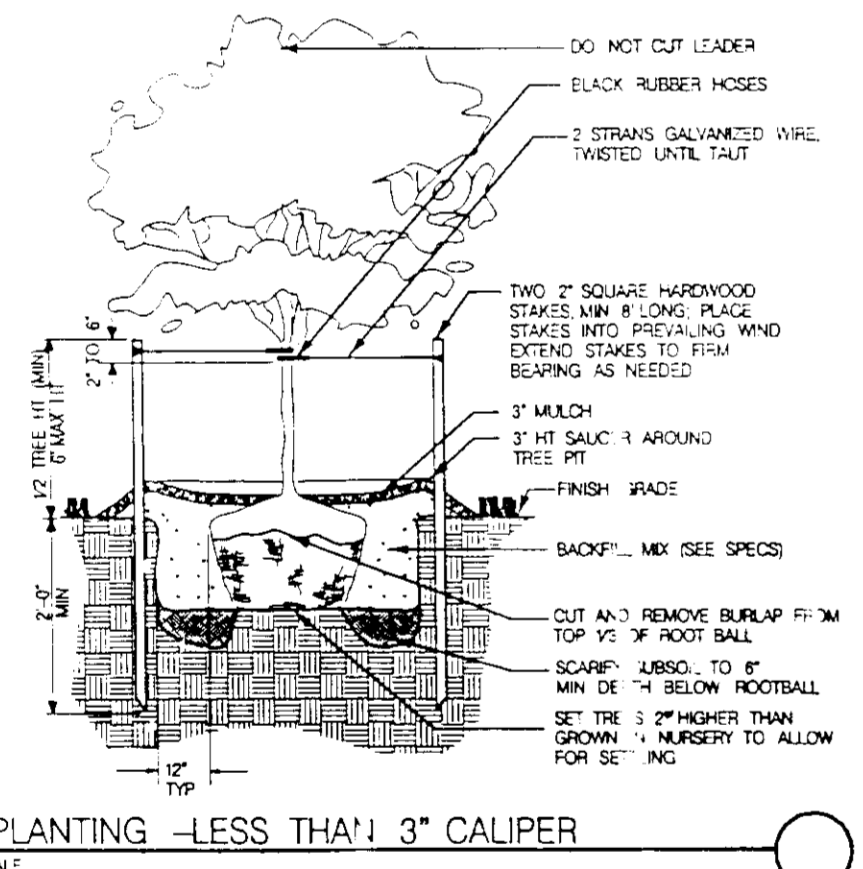 DO NOT CUT LEADER
BLACK RUBBER HOSES
2 STRANS GALVANIZED WIRE,
TWISTED UNTIL TAUT
TWO 2" SQUARE HARDWOOD
STAKES, MIN 8' LONG; PLACE
STAKES INTO PREVAILING WIND
EXTEND STAKES TO FIRM
BEARING AS NEEDED
2" TO 6"
1/2 TREE HT (MIN)
6' MAX HT
3" MULCH
3" HT SAUCER AROUND
TREE PIT
FINISH GRADE
BACKFILL MIX (SEE SPECS)
2'-0"
MIN
CUT AND REMOVE BURLAP FROM
TOP 1/3 OF ROOT BALL
SCARIFY SUBSOIL TO 6"
MIN DEPTH BELOW ROOTBALL
SET TREES 2" HIGHER THAN
GROWN IN NURSERY TO ALLOW
FOR SETTLING
12"
TYP
PLANTING -LESS THAN 3" CALIPER